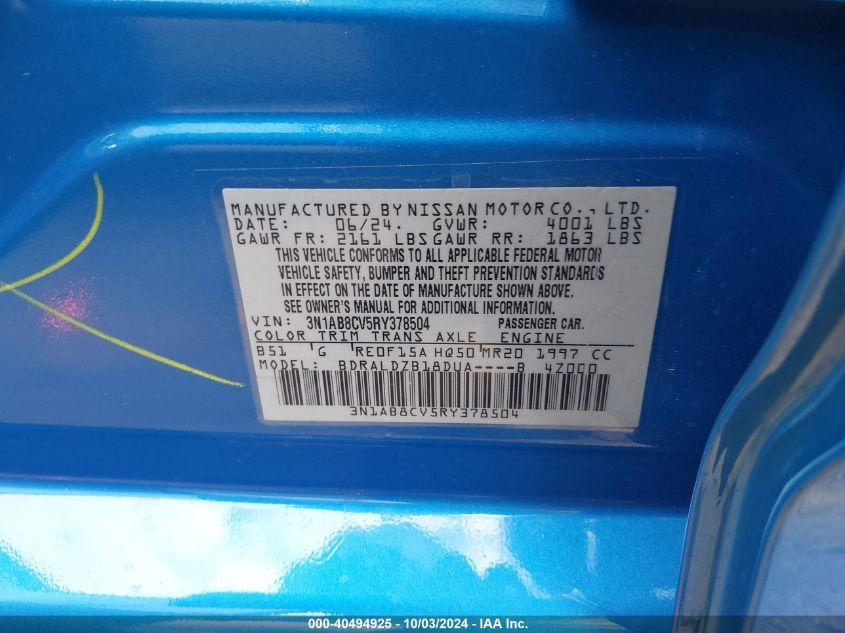 MANUFACTURED BY NISSAN MOTOR CO., LTD.
DATE: 06/24. GVWR: 4001 LBS
GAWR FR: 2161 LBS GAWR RR: 1863 LBS
THIS VEHICLE CONFORMS TO ALL APPLICABLE FEDERAL MOTOR
VEHICLE SAFETY, BUMPER AND THEFT PREVENTION STANDARDS
IN EFFECT ON THE DATE OF MANUFACTURE SHOWN ABOVE.
SEE OWNER'S MANUAL FOR ADDITIONAL INFORMATION.
VIN: 3N1AB8CV5RY378504 PASSENGER CAR.
COLOR TRIM TRANS AXLE ENGINE
B51 G RE0F15A HQ50 MR20 1997 CC
MODEL: BDRALDZB18DUA----B 4Z000
3N1AB8CV5RY378504
000-40494925 - 10/03/2024 - IAA Inc.